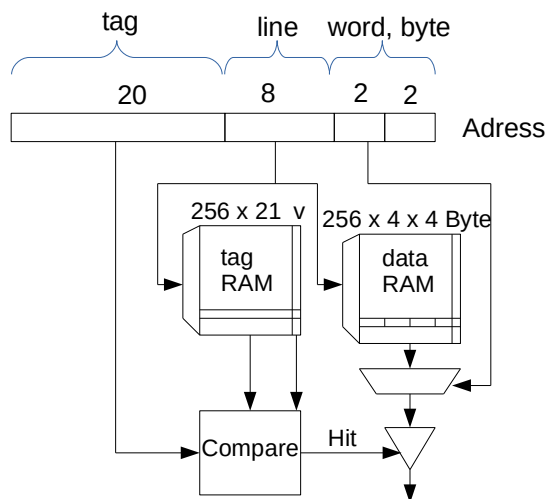 tag
line
word, byte
20
8
2
2
Adress
256 x 21 v
256 x 4 x 4 Byte
tag
RAM
data
RAM
Compare
Hit